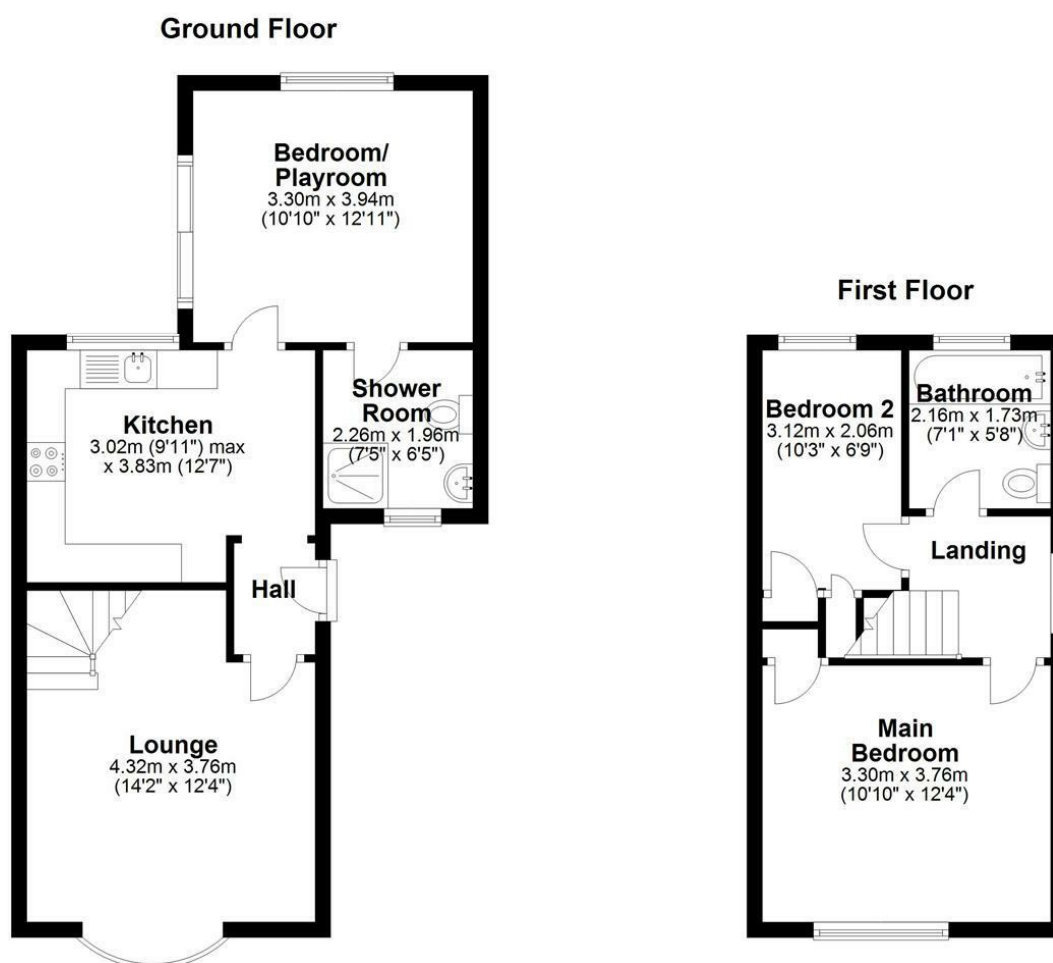 Ground Floor
Bedroom/
Playroom
3.30m x 3.94m
(10'10" x 12'11")
Kitchen
3.02m (9'11") max
x 3.83m (12'7")
Shower
Room
2.26m x 1.96m
(7'5" x 6'5")
Hall
Lounge
4.32m x 3.76m
(14'2" x 12'4")
First Floor
Bedroom 2
3.12m x 2.06m
(10'3" x 6'9")
Bathroom
2.16m x 1.73m
(7'1" x 5'8")
Landing
Main
Bedroom
3.30m x 3.76m
(10'10" x 12'4")